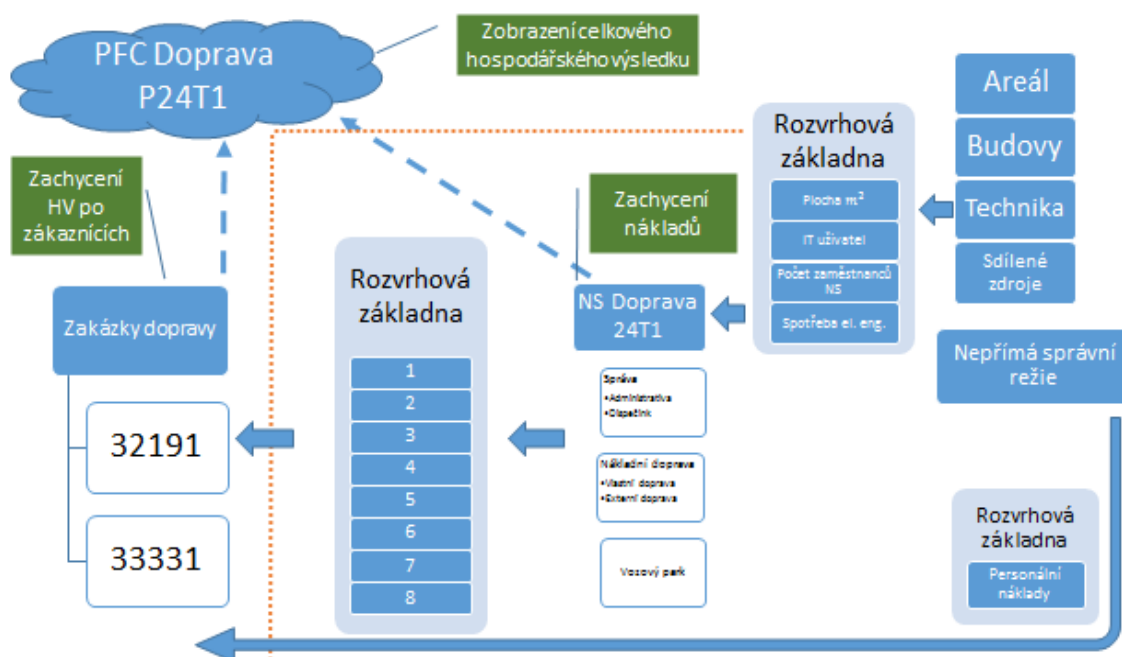 PFC Doprava
P24T1
Zobrazení celkového
hospodářského výsledku
Zachycení
HV po
zákaznících
Zakázky dopravy
32191
33331
Rozvrhová
základna
1
2
3
4
5
6
7
8
Zachycení
nákladů
NS Doprava
24T1
Správa
•Administrativa
•Dispečink
Nákladní doprava
•Vlastní doprava
•Externí doprava
Vozový park
Rozvrhová
základna
Plocha m²
IT uživatel
Počet zaměstnanců
NS
Spotřeba el. eng.
Areál
Budovy
Technika
Sdílené
zdroje
Nepřímá správní
režie
Rozvrhová
základna
Personální
náklady